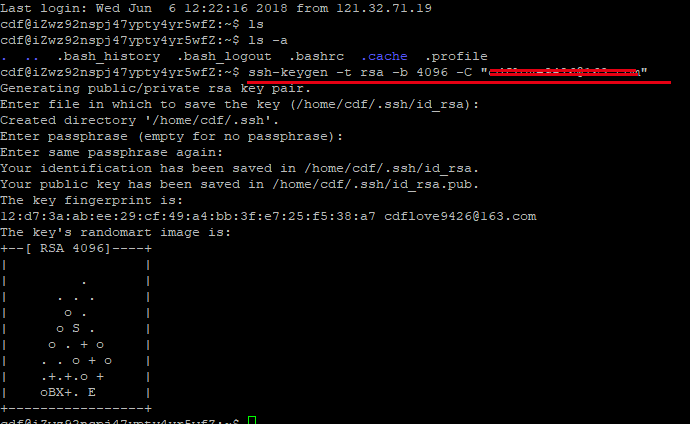 Last login: Wed Jun  6 12:22:16 2018 from 121.32.71.19
cdf@iZwz92nspj47ypty4yr5wfZ:~$ ls
cdf@iZwz92nspj47ypty4yr5wfZ:~$ ls -a
.  ..  .bash_history  .bash_logout  .bashrc  .cache  .profile
cdf@iZwz92nspj47ypty4yr5wfZ:~$ ssh-keygen -t rsa -b 4096 -C "
Generating public/private rsa key pair.
Enter file in which to save the key (/home/cdf/.ssh/id_rsa):
Created directory '/home/cdf/.ssh'.
Enter passphrase (empty for no passphrase):
Enter same passphrase again:
Your identification has been saved in /home/cdf/.ssh/id_rsa.
Your public key has been saved in /home/cdf/.ssh/id_rsa.pub.
The key fingerprint is:
12:d7:3a:ab:ee:29:cf:49:a4:bb:3f:e7:25:f5:38:a7 cdflove9426@163.com
The key's randomart image is:
+--[ RSA 4096]----+
|                 |
|         .       |
|      . . .      |
|       o .       |
|      o S .      |
|     o . + o     |
|    . . o + o    |
|    .+.+.o +     |
|    oBX+. E      |
+-----------------+
cdf@iZwz92nspj47ypty4yr5wfZ:~$